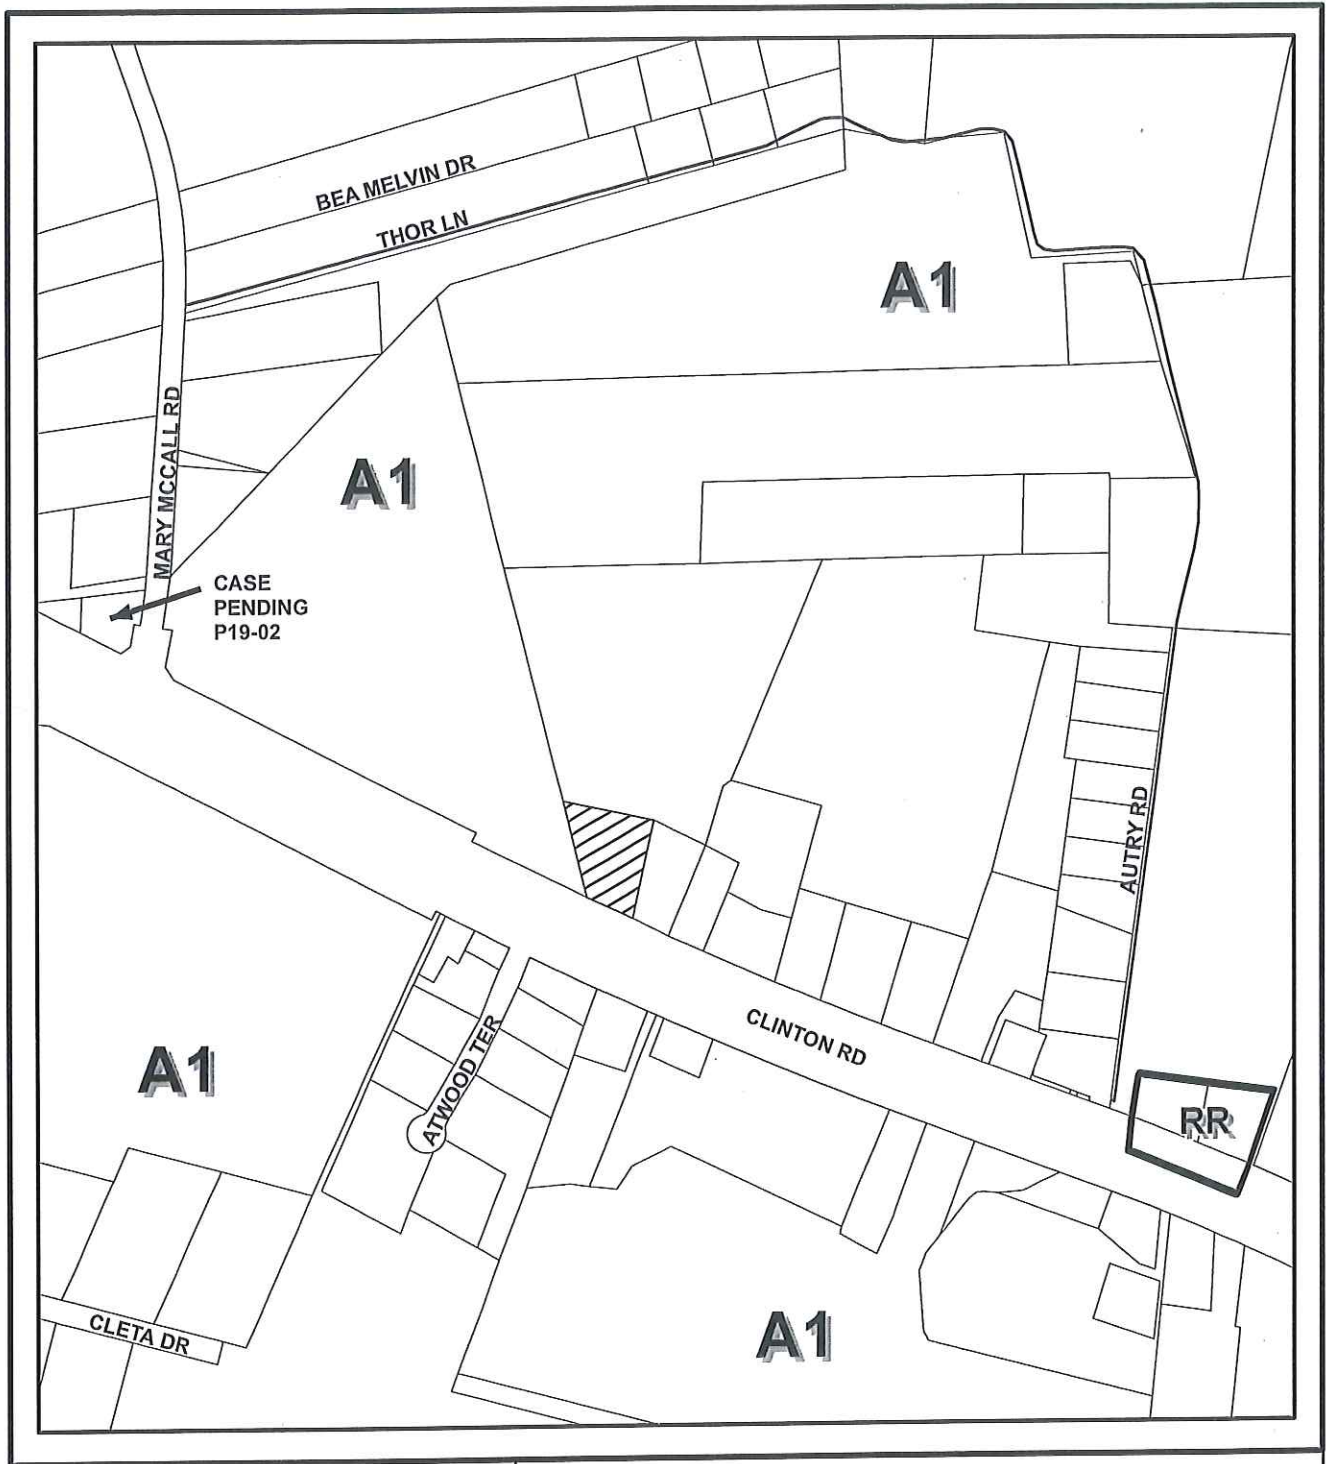 BEA MELVIN DR
THOR LN
A1
MARY MCCALL RD
A1
CASE
PENDING
P19-02
AUTRY RD
CLINTON RD
ATWOOD TER
A1
RR
CLETA DR
A1